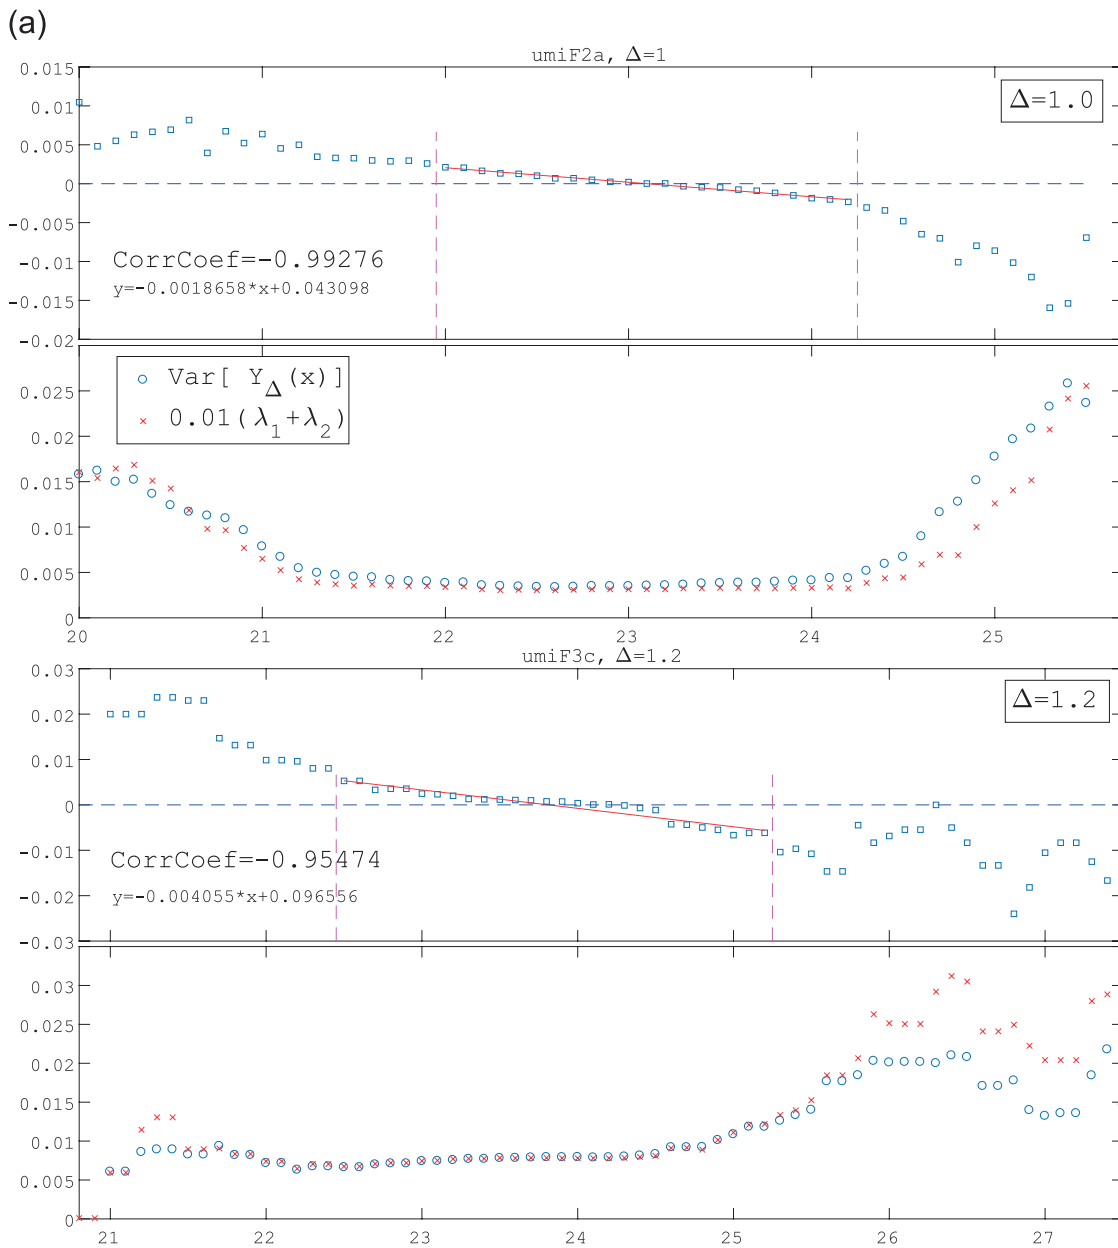 (a)
umiF2a, Δ=1
0.015
0.01
0.005
0
-0.005
-0.01
-0.015
-0.02
Δ=1.0
CorrCoef=-0.99276
y=-0.0018658*x+0.043098
0.025
0.02
0.015
0.01
0.005
0
Var[ Y_Δ(x)]
0.01(λ_1+λ_2)
20 21 22 23 24 25
umiF3c, Δ=1.2
0.03
0.02
0.01
0
-0.01
-0.02
-0.03
Δ=1.2
CorrCoef=-0.95474
y=-0.004055*x+0.096556
0.03
0.025
0.02
0.015
0.01
0.005
0
21 22 23 24 25 26 27